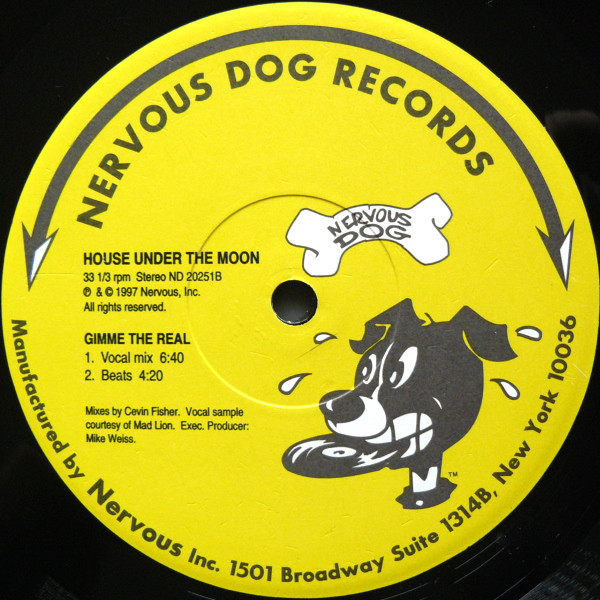 NERVOUS DOG RECORDS
NERVOUS
DOG
HOUSE UNDER THE MOON
33 1/3 rpm Stereo ND 20251B
℗ & © 1997 Nervous, Inc.
All rights reserved.
GIMME THE REAL
1. Vocal mix 6:40
2. Beats 4:20
Mixes by Cevin Fisher. Vocal sample
courtesy of Mad Lion. Exec. Producer:
Mike Weiss.
TM
Manufactured by Nervous Inc. 1501 Broadway Suite 1314B, New York 10036